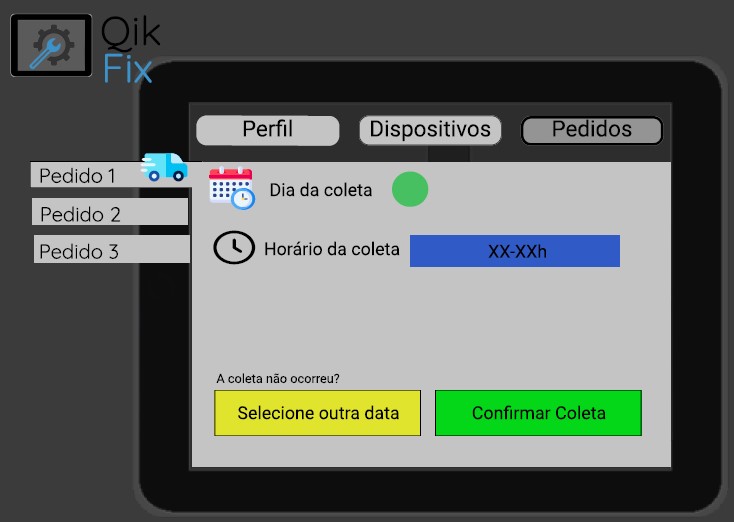 Qik
Fix
Perfil
Dispositivos
Pedidos
Pedido 1
Pedido 2
Pedido 3
Dia da coleta
Horário da coleta
XX-XXh
A coleta não ocorreu?
Selecione outra data
Confirmar Coleta